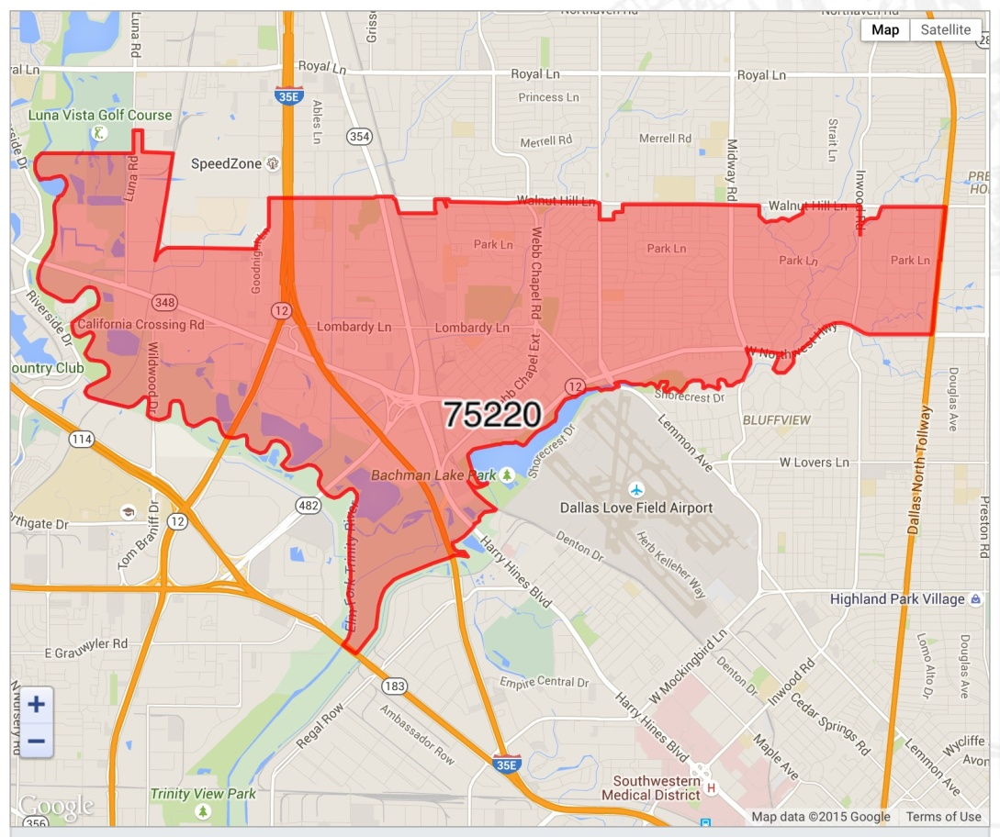 Northaven Rd
Northaven Rd
Map
Satellite
Luna Rd
Royal Ln
Royal Ln
Royal Ln
35E
Princess Ln
Ables Ln
Luna Vista Golf Course
354
Merrell Rd
Merrell Rd
Strait Ln
Midway Rd
SpeedZone
Luna Rd
Inwood Rd
Walnut Hill Ln
Walnut Hill Ln
Goodnight Ln
Webb Chapel Rd
Park Ln
Park Ln
Park Ln
Park Ln
348
12
Riverside Dr
California Crossing Rd
Lombardy Ln
Lombardy Ln
W Northwest Hwy
Wildwood Dr
Webb Chapel Ext
12
Shorecrest Dr
Douglas Ave
75220
BLUFFVIEW
114
Shorecrest Dr
Lemmon Ave
W Lovers Ln
Bachman Lake Park
Dallas North Tollway
482
Dallas Love Field Airport
12
Tom Braniff Dr
Elm Fork Trinity River
Denton Dr
Herb Kelleher Way
Preston Rd
Harry Hines Blvd
Highland Park Village
E Grauwyler Rd
W Mockingbird Ln
Lomo Alto Dr
Douglas Ave
183
Empire Central Dr
Denton Dr
Inwood Rd
+
−
Regal Row
Ambassador Row
Harry Hines Blvd
Cedar Springs Rd
35E
Maple Ave
Lemmon Ave
Wycliffe
Avon
Trinity View Park
Southwestern
Medical District
H
Google
356
Map data ©2015 Google
Terms of Use